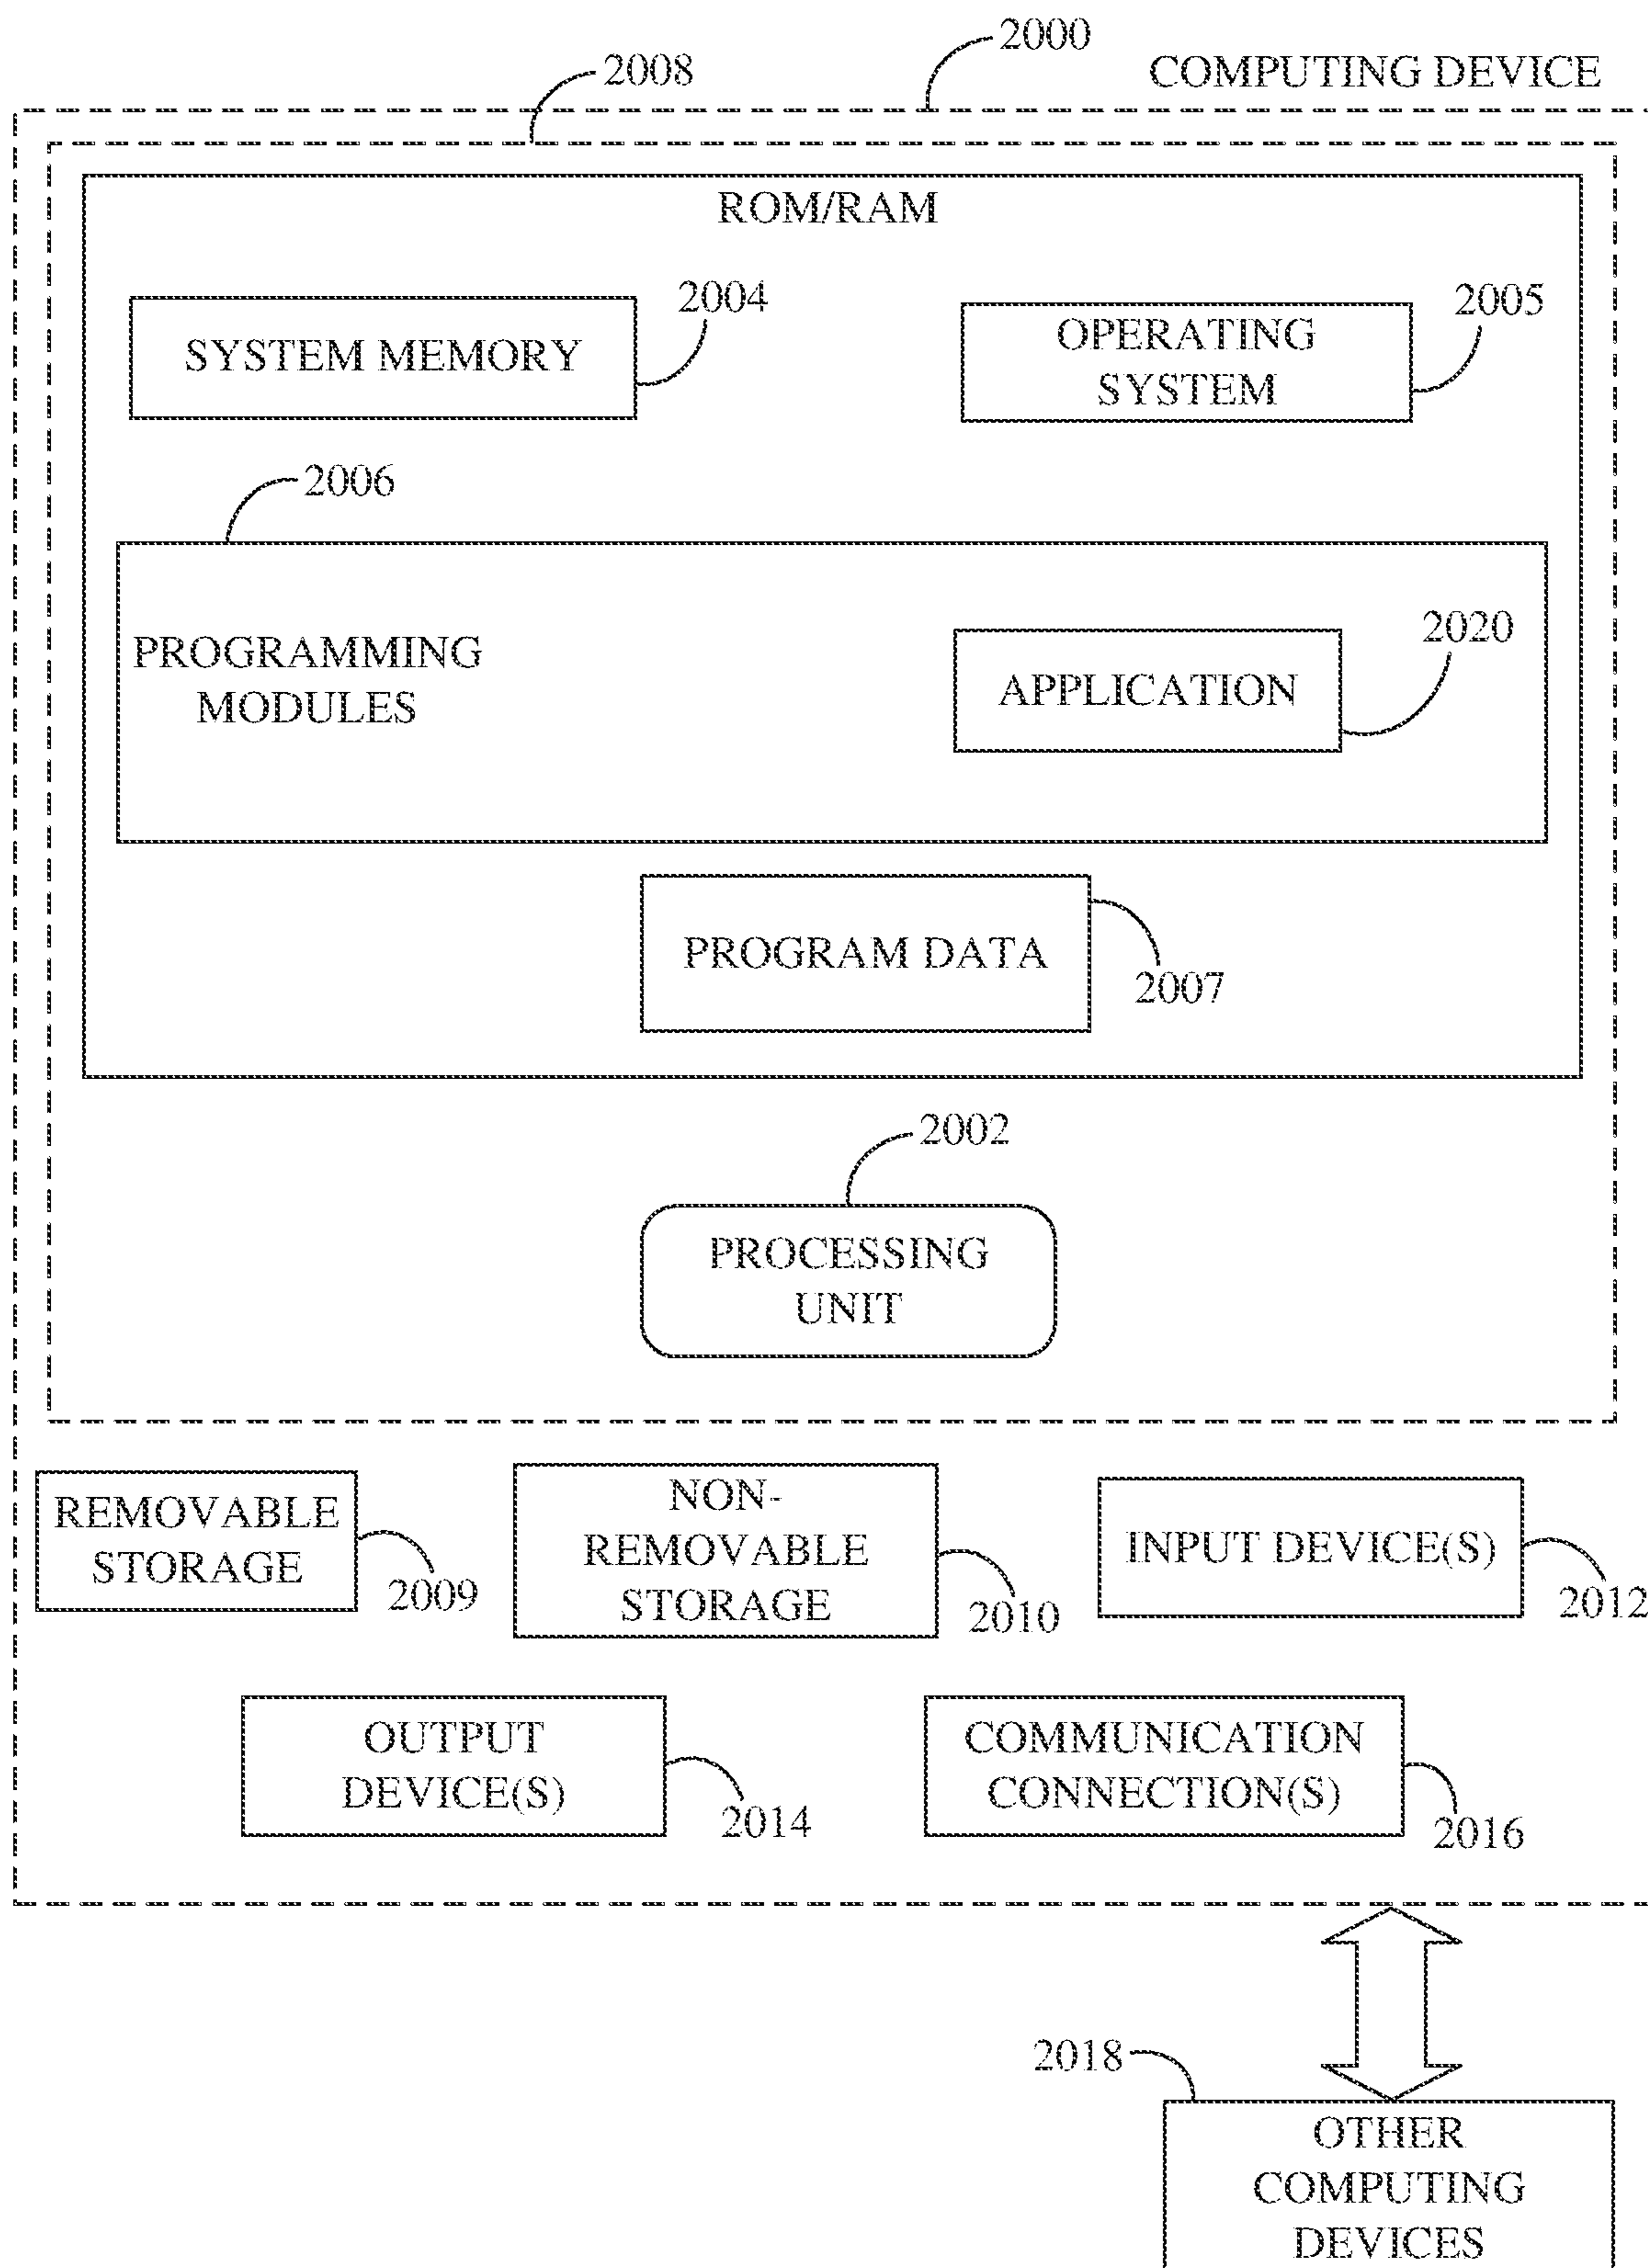 2000
2008
COMPUTING DEVICE
ROM/RAM
2004
2005
SYSTEM MEMORY
OPERATING
SYSTEM
2006
2020
PROGRAMMING
MODULES
APPLICATION
PROGRAM DATA
2007
2002
PROCESSING
UNIT
REMOVABLE
STORAGE
2009
NON-
REMOVABLE
STORAGE
2010
INPUT DEVICE(S)
2012
OUTPUT
DEVICE(S)
2014
COMMUNICATION
CONNECTION(S)
2016
2018
OTHER
COMPUTING
DEVICES